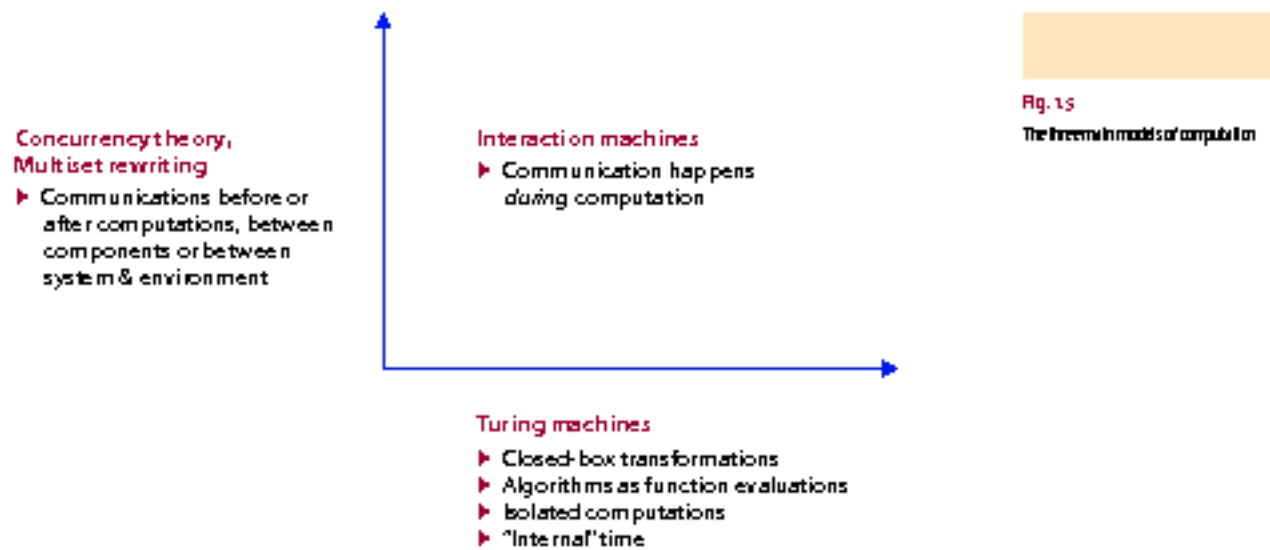 Concurrency theory,
Multiset rewriting
▶ Communications before or
after computations, between
components or between
system & environment
Interaction machines
▶ Communication happens
during computation
Turing machines
▶ Closed-box transformations
▶ Algorithms as function evaluations
▶ Isolated computations
▶ "Internal" time
Fig. 1.5
The three main models of computation